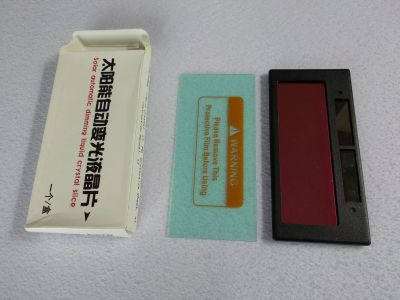 太阳能自动变光液晶片
Solar automatic dimming liquid crystal slice
一个/盒
WARNING
Please Remove This
Protective Film Before Using